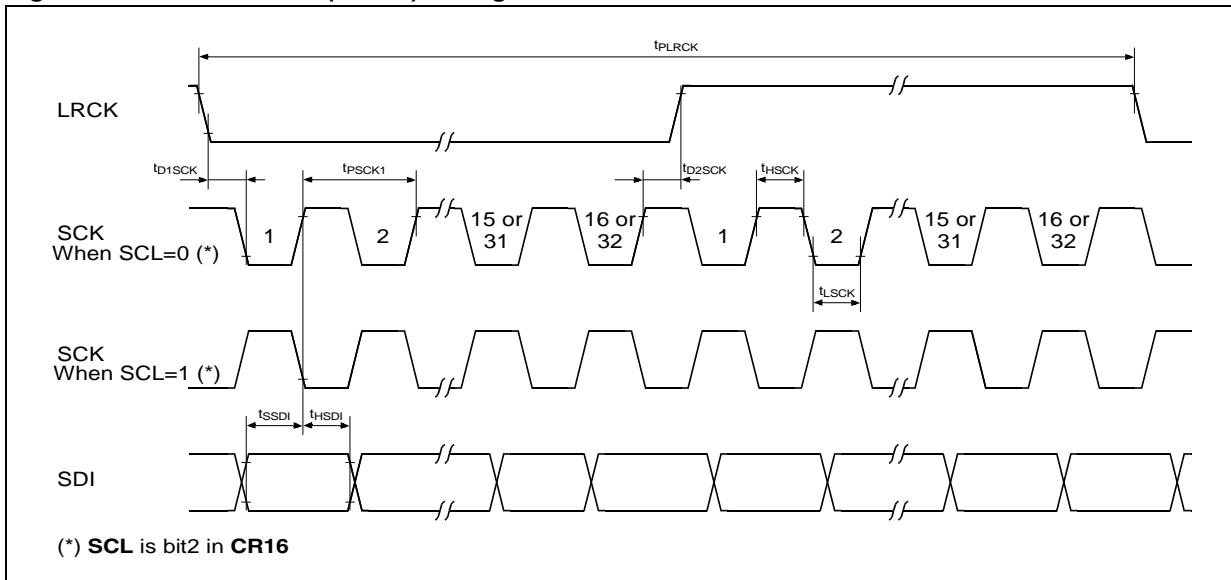 tPLRCK
LRCK
tD1SCK
tPSCK1
tD2SCK
tHSCK
SCK
When SCL=0 (*)
1
2
15 or
31
16 or
32
1
2
15 or
31
16 or
32
tLSCK
SCK
When SCL=1 (*)
tSSDI
tHSDI
SDI
(*) SCL is bit2 in CR16